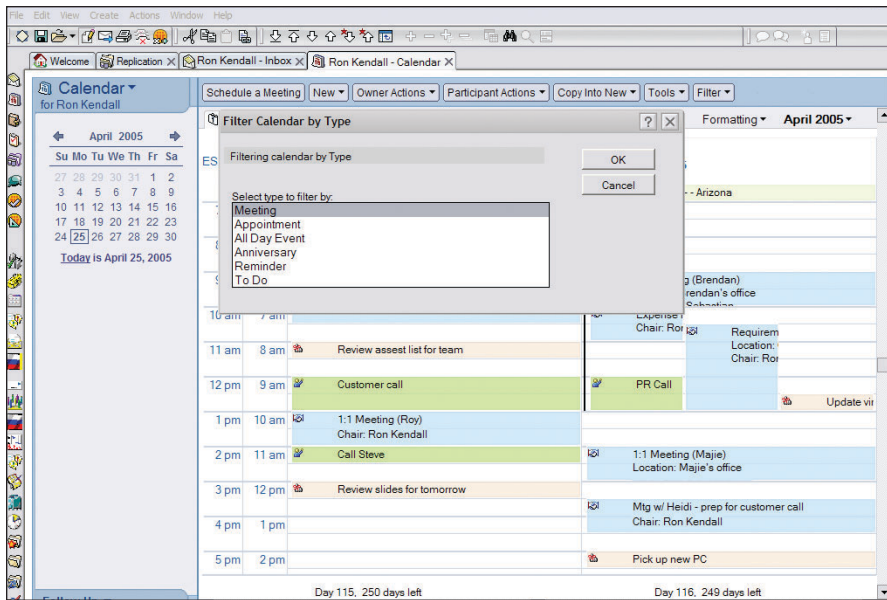 File Edit View Create Actions Window Help
Welcome Replication Ron Kendall - Inbox Ron Kendall - Calendar
Calendar
for Ron Kendall
April 2005
Su Mo Tu We Th Fr Sa
27 28 29 30 31 1 2
3 4 5 6 7 8 9
10 11 12 13 14 15 16
17 18 19 20 21 22 23
24 25 26 27 28 29 30
Today is April 25, 2005
Schedule a Meeting New Owner Actions Participant Actions Copy Into New Tools Filter
Formatting April 2005
Filter Calendar by Type
Filtering calendar by Type
OK
Cancel
Select type to filter by:
Meeting
Appointment
All Day Event
Anniversary
Reminder
To Do
ES
- - Arizona
(Brendan)
rendan's office
Sebastian
10 am 7 am
Expense
Chair: Ror
Requirem
Location:
Chair: Ror
11 am 8 am Review assest list for team
12 pm 9 am Customer call PR Call
Update vir
1 pm 10 am 1:1 Meeting (Roy)
Chair: Ron Kendall
2 pm 11 am Call Steve 1:1 Meeting (Majie)
Location: Majie's office
3 pm 12 pm Review slides for tomorrow
Mtg w/ Heidi - prep for customer call
Chair: Ron Kendall
4 pm 1 pm
5 pm 2 pm Pick up new PC
Day 115, 250 days left Day 116, 249 days left